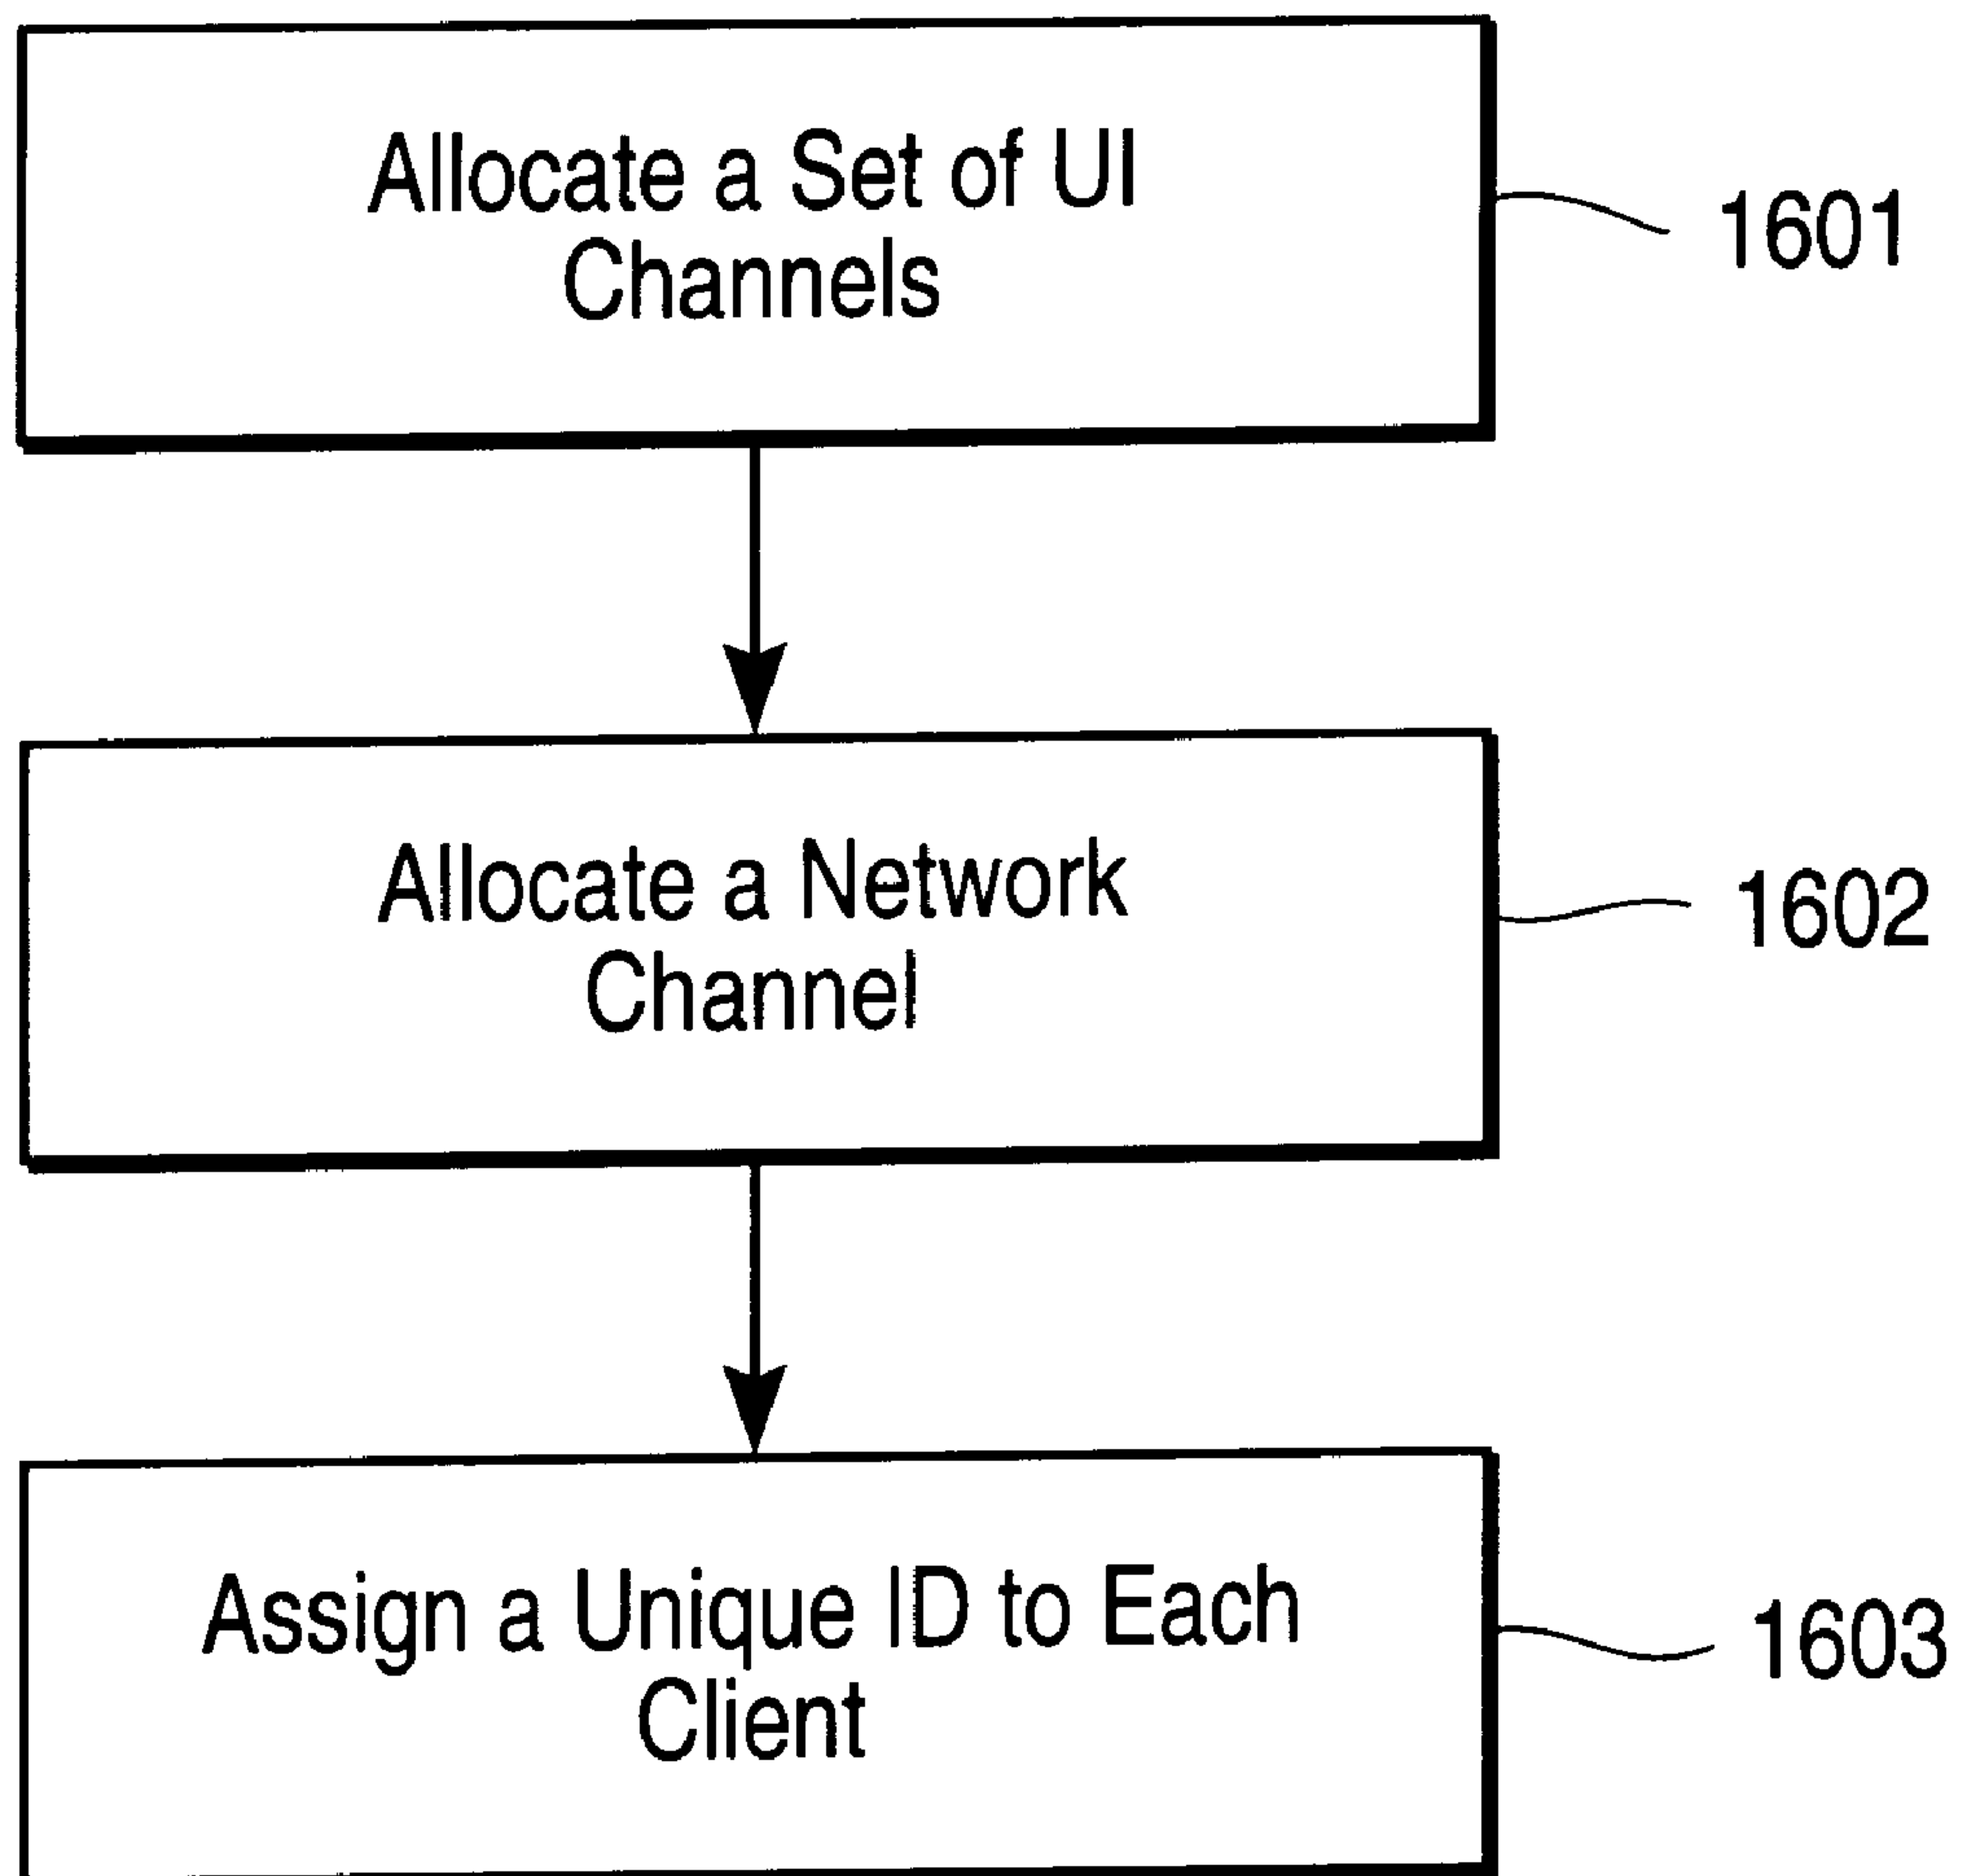 Allocate a Set of UI
Channels
1601
Allocate a Network
Channel
1602
Assign a Unique ID to Each
Client
1603